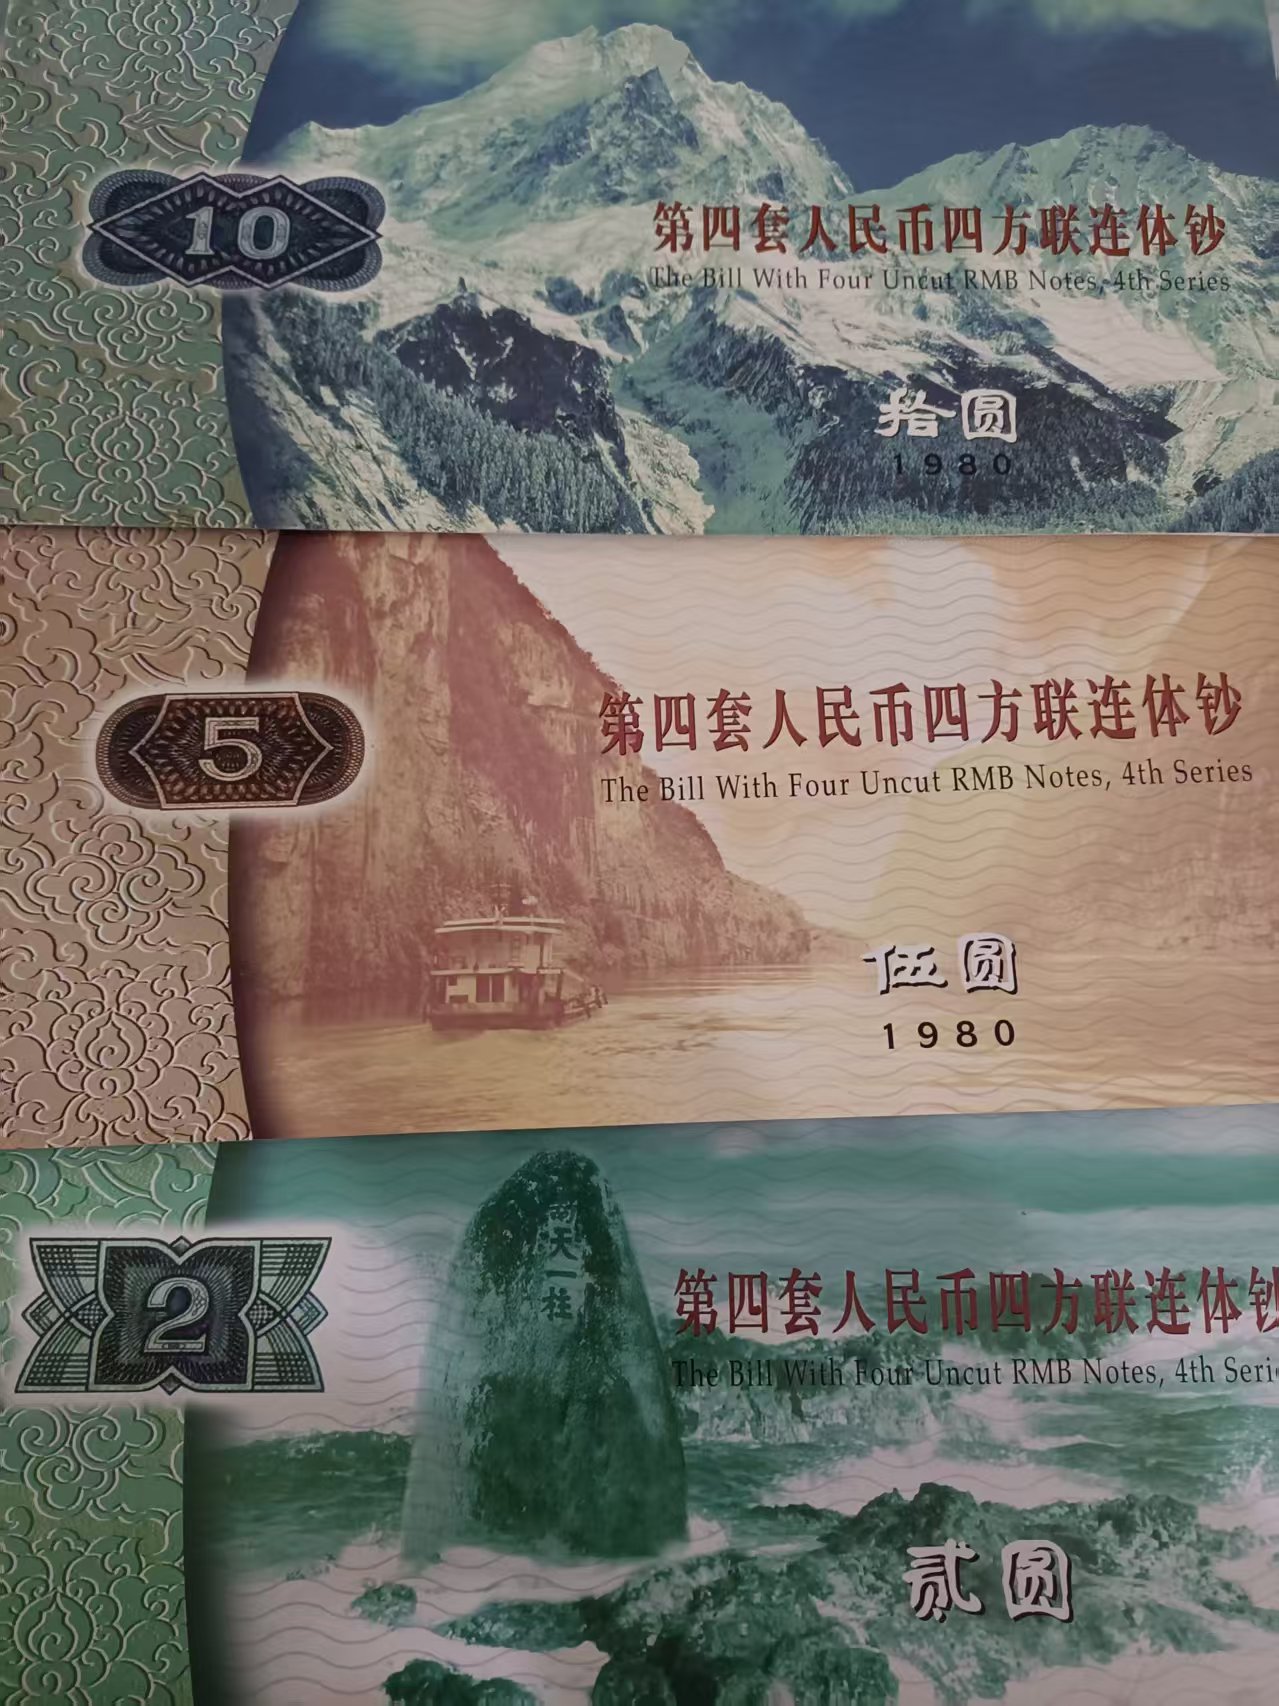 10
第四套人民币四方联连体钞
The Bill With Four Uncut RMB Notes, 4th Series
拾圆
1980
5
第四套人民币四方联连体钞
The Bill With Four Uncut RMB Notes, 4th Series
伍圆
1980
南天一柱
2
第四套人民币四方联连体钞
The Bill With Four Uncut RMB Notes, 4th Seri
贰圆